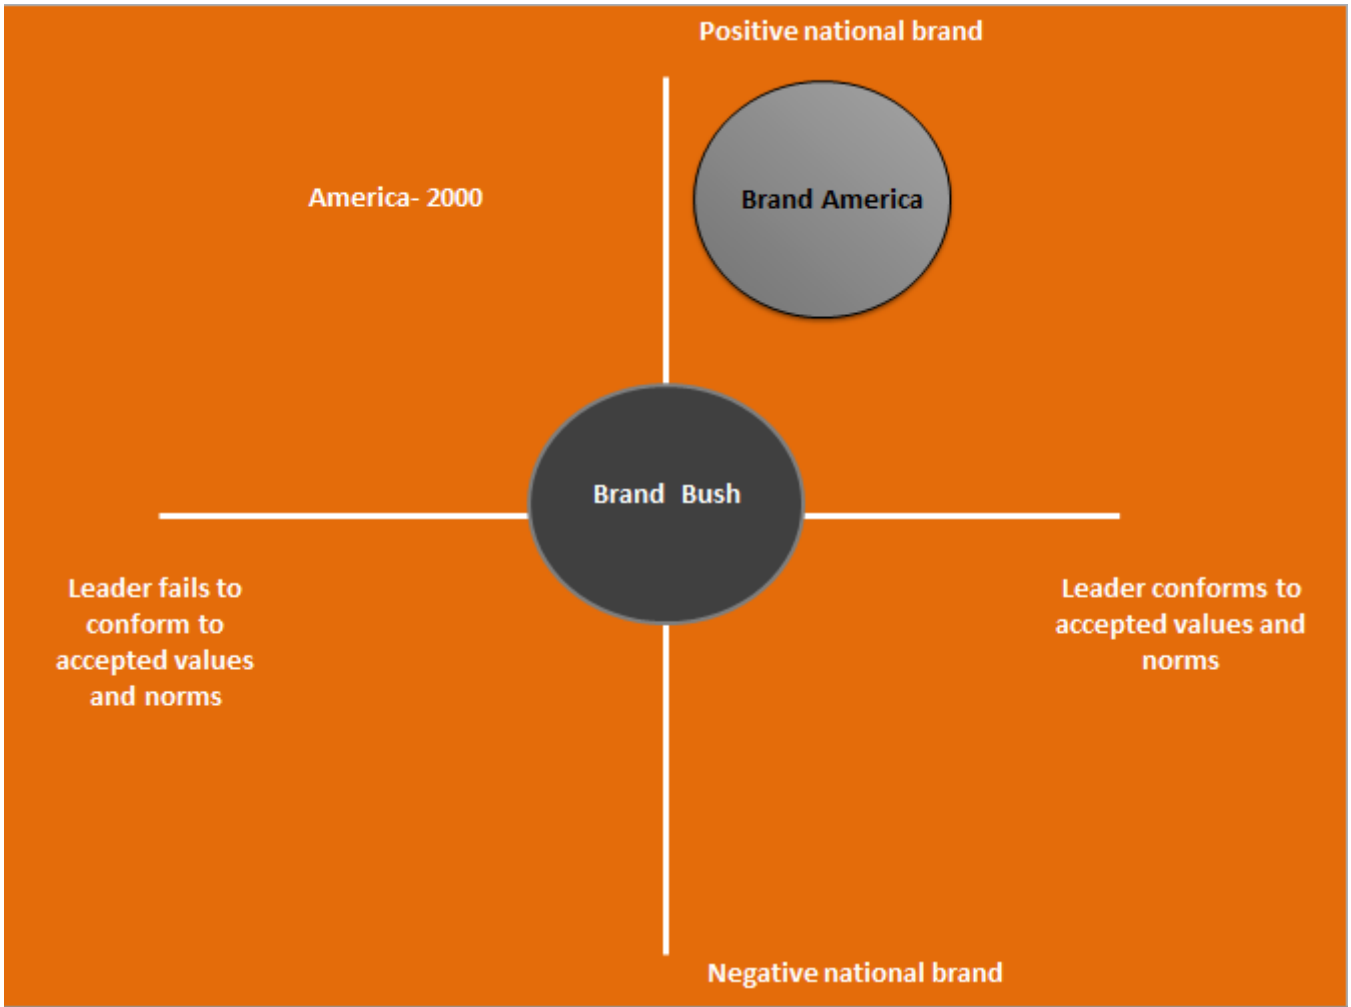 Positive national brand
America- 2000
Brand America
Brand Bush
Leader fails to
conform to
accepted values
and norms
Leader conforms to
accepted values and
norms
Negative national brand